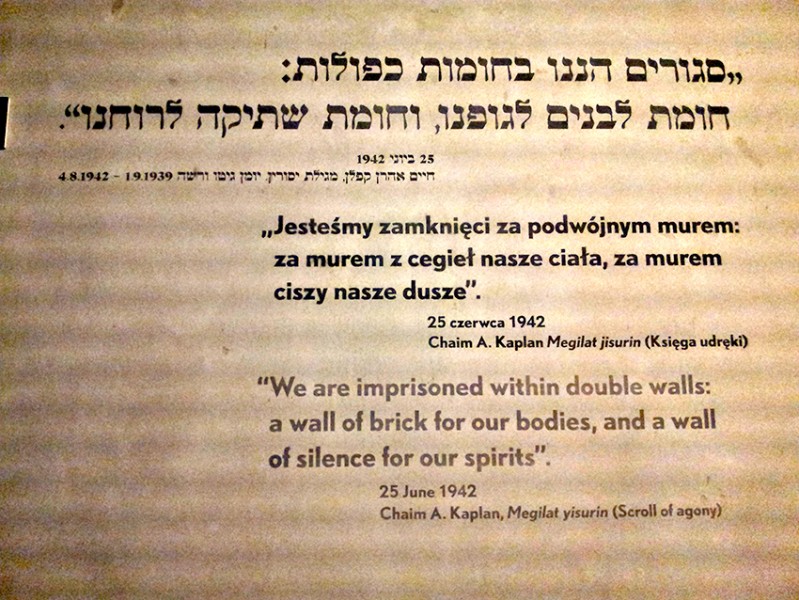 „סגורים הננו בחומות כפולות:
חומת לבנים לגופנו, וחומת שתיקה לרוחנו“.
25 ביוני 1942
חיים אהרן קפלן, מגילת יסורין, יומן גיטו ורשה 1.9.1939 – 4.8.1942
„Jesteśmy zamknięci za podwójnym murem:
za murem z cegieł nasze ciała, za murem
ciszy nasze dusze”.
25 czerwca 1942
Chaim A. Kaplan Megilat jisurin (Księga udręki)
“We are imprisoned within double walls:
a wall of brick for our bodies, and a wall
of silence for our spirits”.
25 June 1942
Chaim A. Kaplan, Megilat yisurin (Scroll of agony)